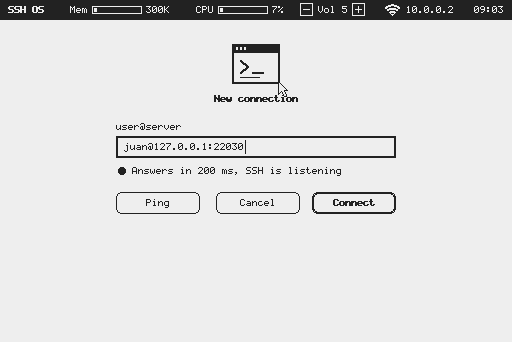 SSH OS Mem 300K CPU 7% Vol 5 10.0.0.2 09:03
New connection
user@server
juan@127.0.0.1:22030
Answers in 200 ms, SSH is listening
Ping Cancel Connect